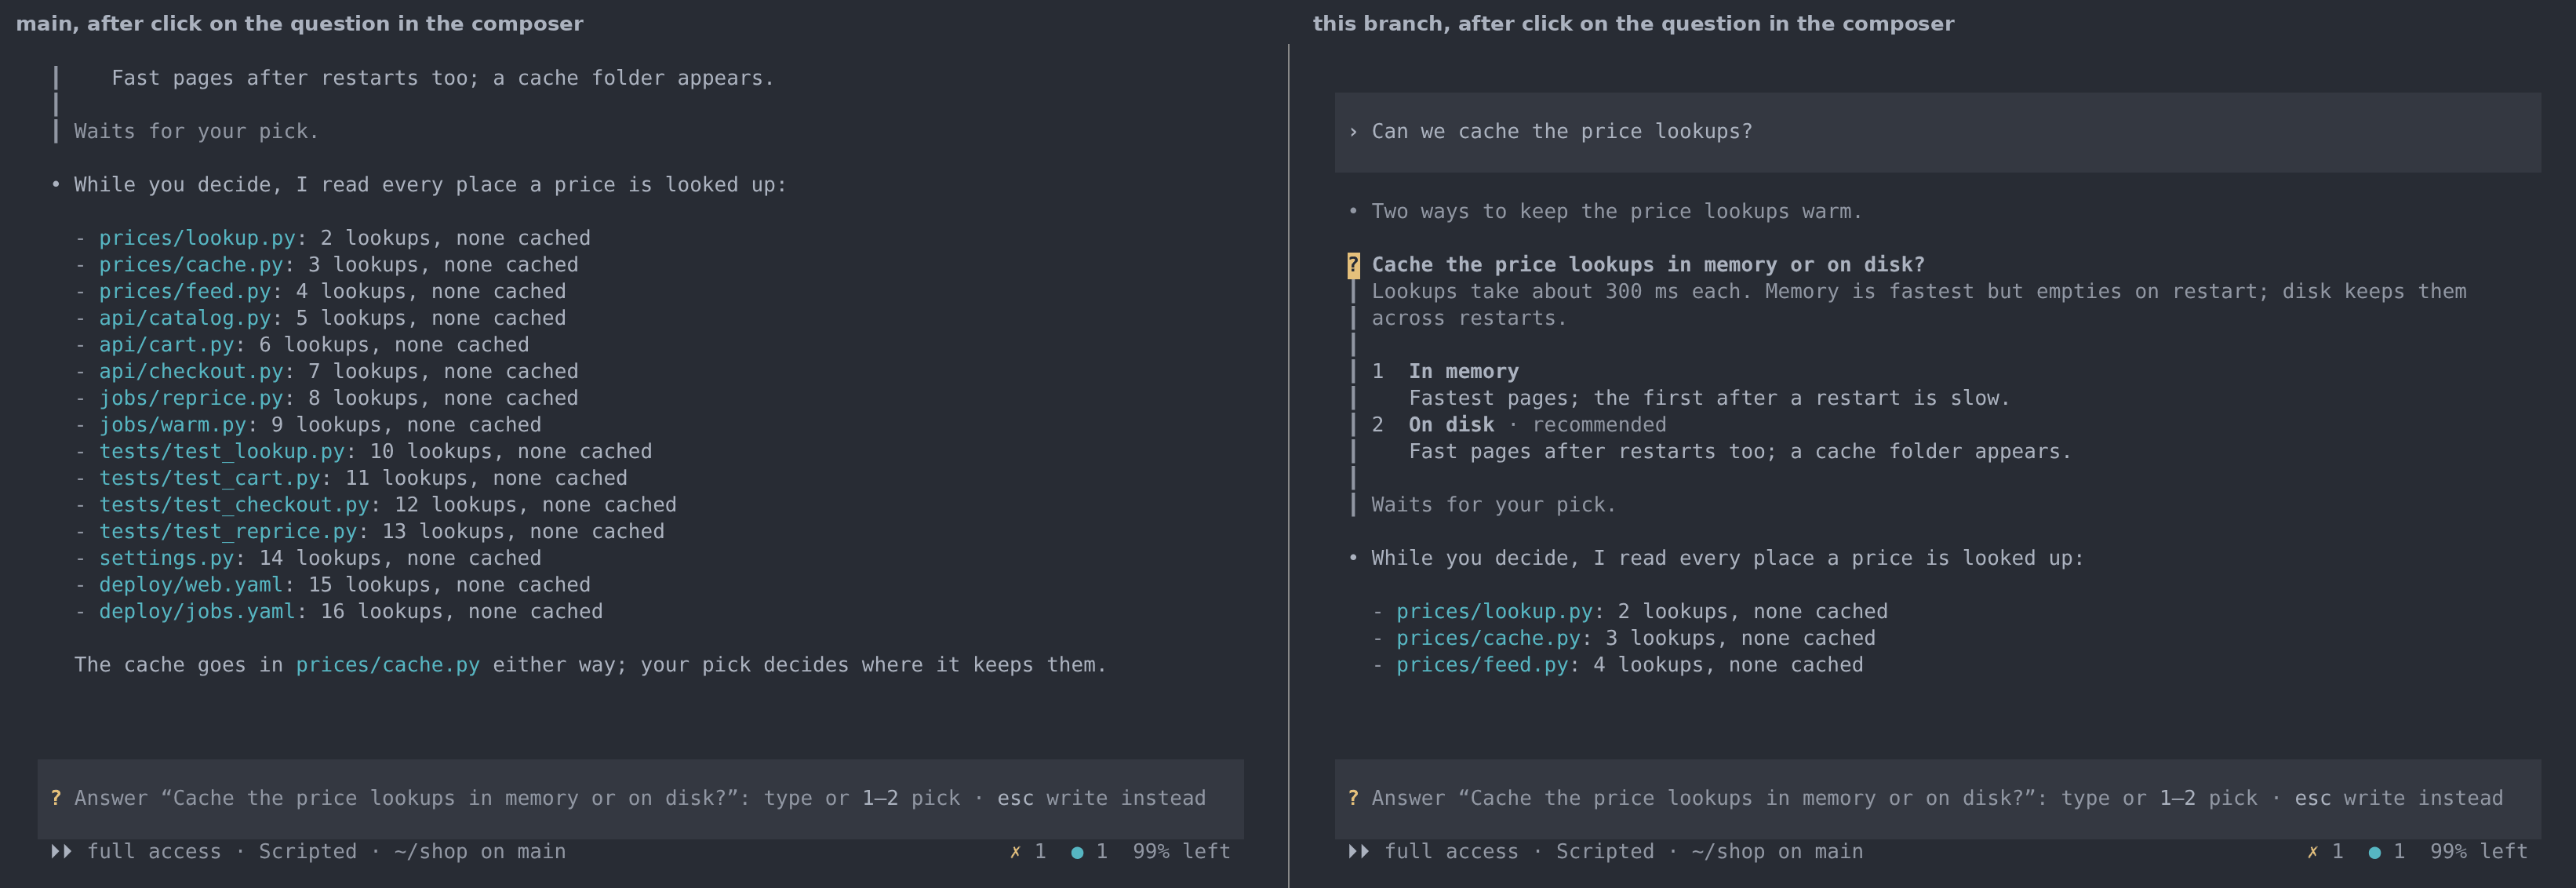 main, after click on the question in the composer
Fast pages after restarts too; a cache folder appears.
Waits for your pick.
• While you decide, I read every place a price is looked up:
- prices/lookup.py: 2 lookups, none cached
- prices/cache.py: 3 lookups, none cached
- prices/feed.py: 4 lookups, none cached
- api/catalog.py: 5 lookups, none cached
- api/cart.py: 6 lookups, none cached
- api/checkout.py: 7 lookups, none cached
- jobs/reprice.py: 8 lookups, none cached
- jobs/warm.py: 9 lookups, none cached
- tests/test_lookup.py: 10 lookups, none cached
- tests/test_cart.py: 11 lookups, none cached
- tests/test_checkout.py: 12 lookups, none cached
- tests/test_reprice.py: 13 lookups, none cached
- settings.py: 14 lookups, none cached
- deploy/web.yaml: 15 lookups, none cached
- deploy/jobs.yaml: 16 lookups, none cached
The cache goes in prices/cache.py either way; your pick decides where it keeps them.
? Answer “Cache the price lookups in memory or on disk?”: type or 1–2 pick · esc write instead
full access · Scripted · ~/shop on main ✗ 1 ● 1 99% left
this branch, after click on the question in the composer
› Can we cache the price lookups?
• Two ways to keep the price lookups warm.
? Cache the price lookups in memory or on disk?
Lookups take about 300 ms each. Memory is fastest but empties on restart; disk keeps them
across restarts.
1 In memory
Fastest pages; the first after a restart is slow.
2 On disk · recommended
Fast pages after restarts too; a cache folder appears.
Waits for your pick.
• While you decide, I read every place a price is looked up:
- prices/lookup.py: 2 lookups, none cached
- prices/cache.py: 3 lookups, none cached
- prices/feed.py: 4 lookups, none cached
? Answer “Cache the price lookups in memory or on disk?”: type or 1–2 pick · esc write instead
full access · Scripted · ~/shop on main ✗ 1 ● 1 99% left